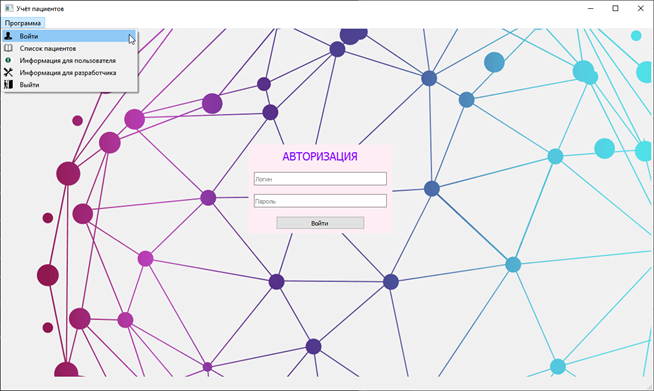 Учёт пациентов
Программа
Войти
Список пациентов
Информация для пользователя
Информация для разработчика
Выйти
АВТОРИЗАЦИЯ
Логин
Пароль
Войти